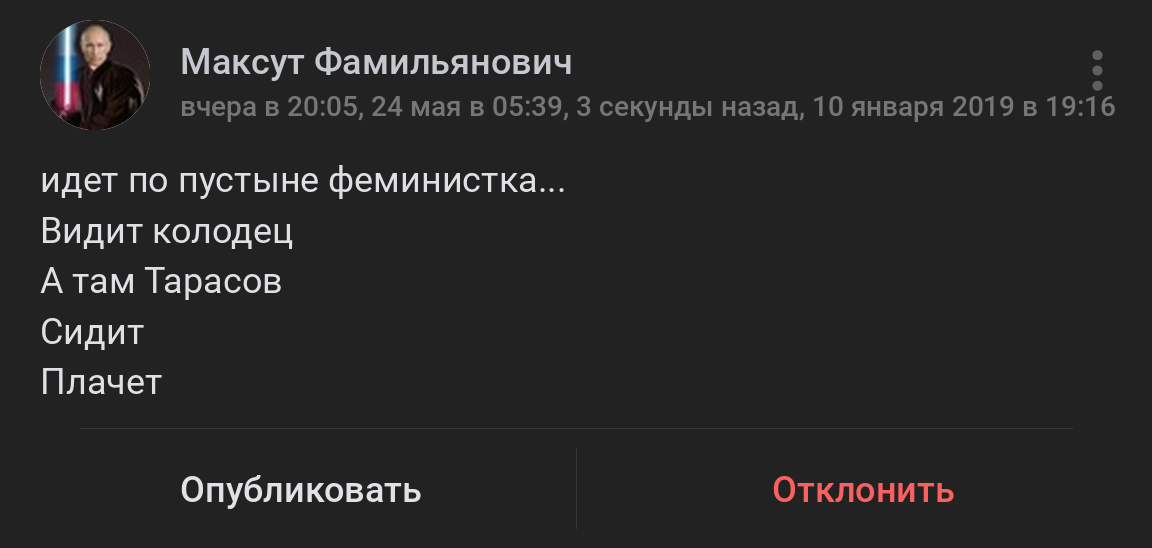 Максут Фамильянович
вчера в 20:05, 24 мая в 05:39, 3 секунды назад, 10 января 2019 в 19:16
идет по пустыне феминистка...
Видит колодец
А там Тарасов
Сидит
Плачет
Опубликовать
Отклонить